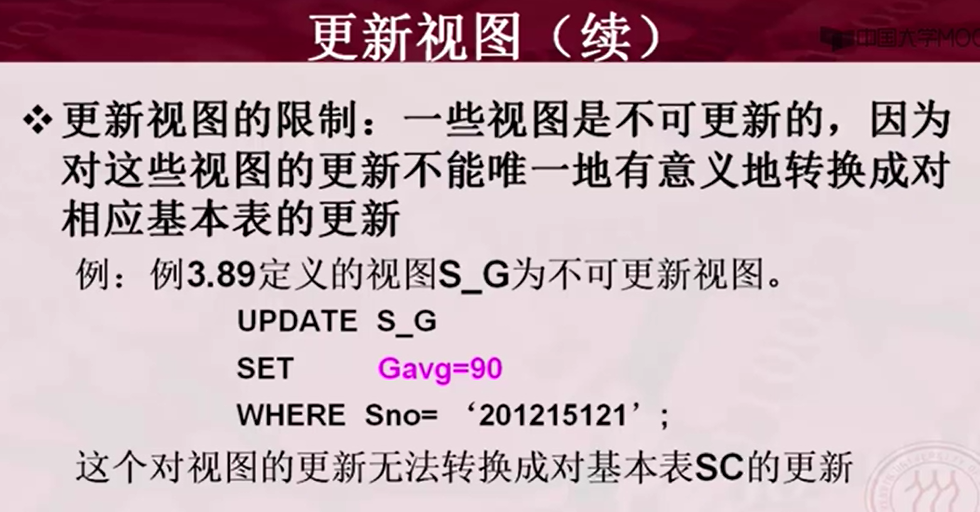 更新视图（续）
中国大学MOO
❖更新视图的限制：一些视图是不可更新的，因为
对这些视图的更新不能唯一地有意义地转换成对
相应基本表的更新
例：例3.89定义的视图S_G为不可更新视图。
UPDATE S_G
SET Gavg=90
WHERE Sno= ‘201215121’;
这个对视图的更新无法转换成对基本表SC的更新